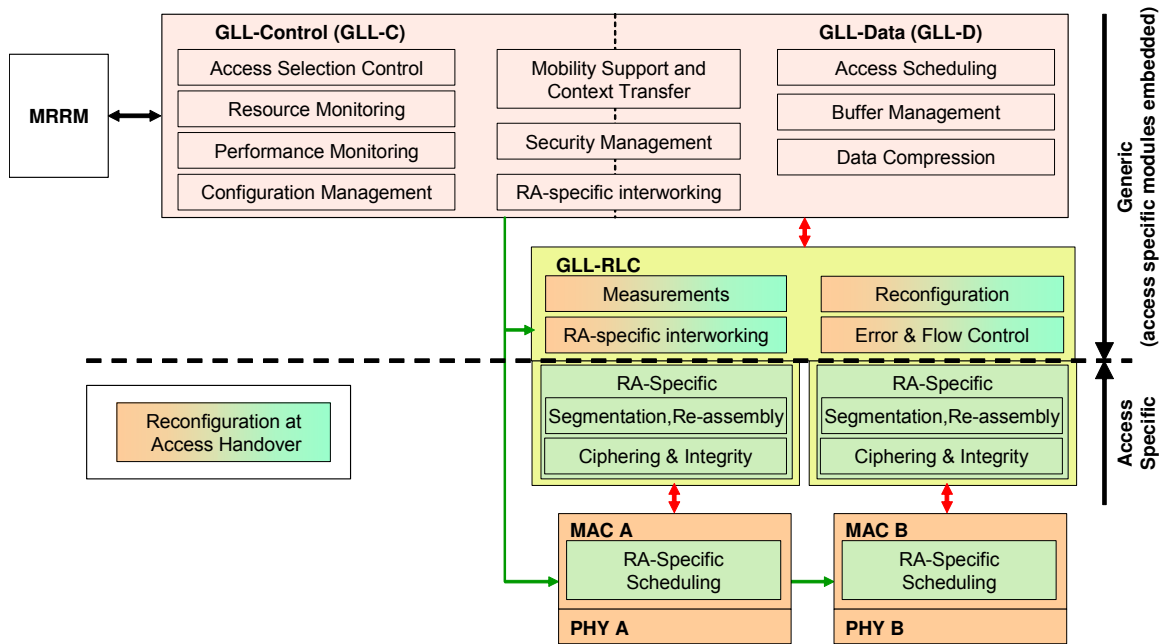 GLL-Control (GLL-C)
GLL-Data (GLL-D)
Access Selection Control
Resource Monitoring
Performance Monitoring
Configuration Management
Mobility Support and
Context Transfer
Security Management
RA-specific interworking
Access Scheduling
Buffer Management
Data Compression
MRRM
Generic
(access specific modules embedded)
GLL-RLC
Measurements
Reconfiguration
RA-specific interworking
Error & Flow Control
Access
Specific
RA-Specific
Segmentation,Re-assembly
Ciphering & Integrity
RA-Specific
Segmentation,Re-assembly
Ciphering & Integrity
Reconfiguration at
Access Handover
MAC A
RA-Specific
Scheduling
PHY A
MAC B
RA-Specific
Scheduling
PHY B